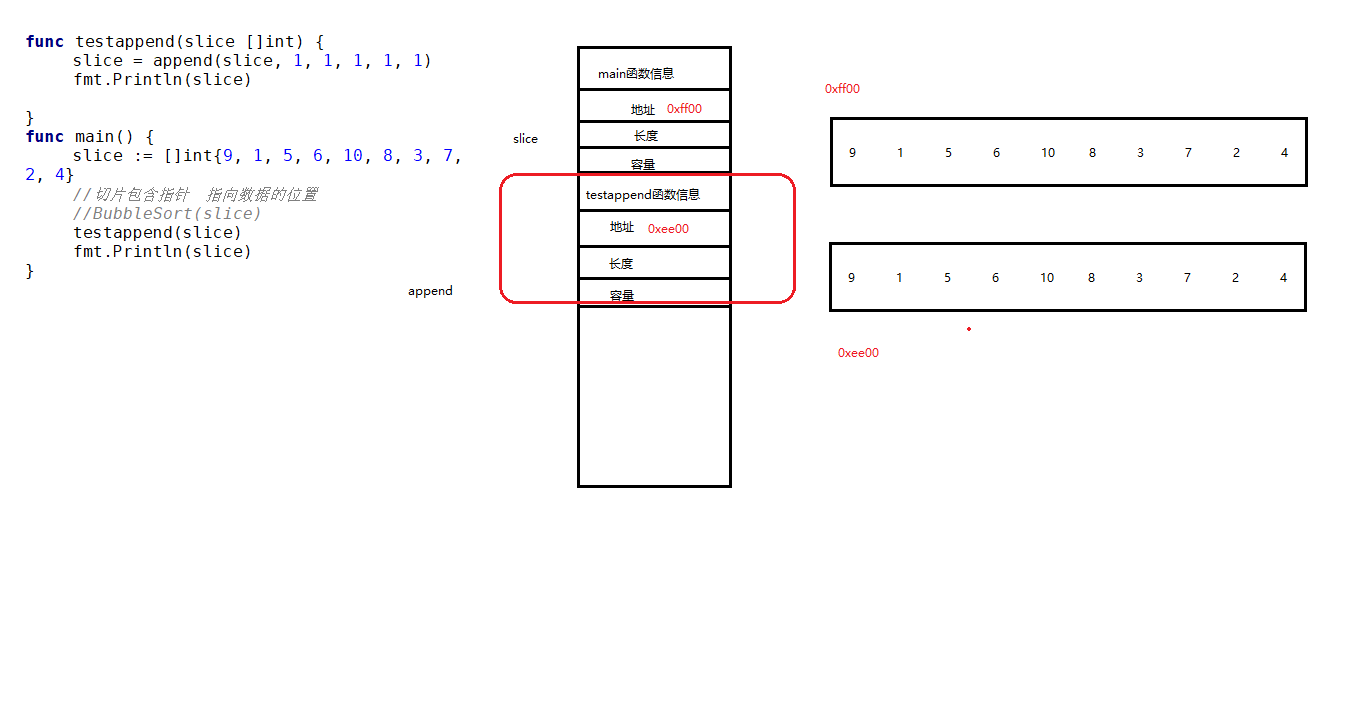 func testappend(slice []int) {
slice = append(slice, 1, 1, 1, 1, 1)
fmt.Println(slice)
}
func main() {
slice := []int{9, 1, 5, 6, 10, 8, 3, 7,
2, 4}
//切片包含指针  指向数据的位置
//BubbleSort(slice)
testappend(slice)
fmt.Println(slice)
}
append
slice
main函数信息
地址 0xff00
长度
容量
testappend函数信息
地址 0xee00
长度
容量
0xff00
9 1 5 6 10 8 3 7 2 4
9 1 5 6 10 8 3 7 2 4
0xee00